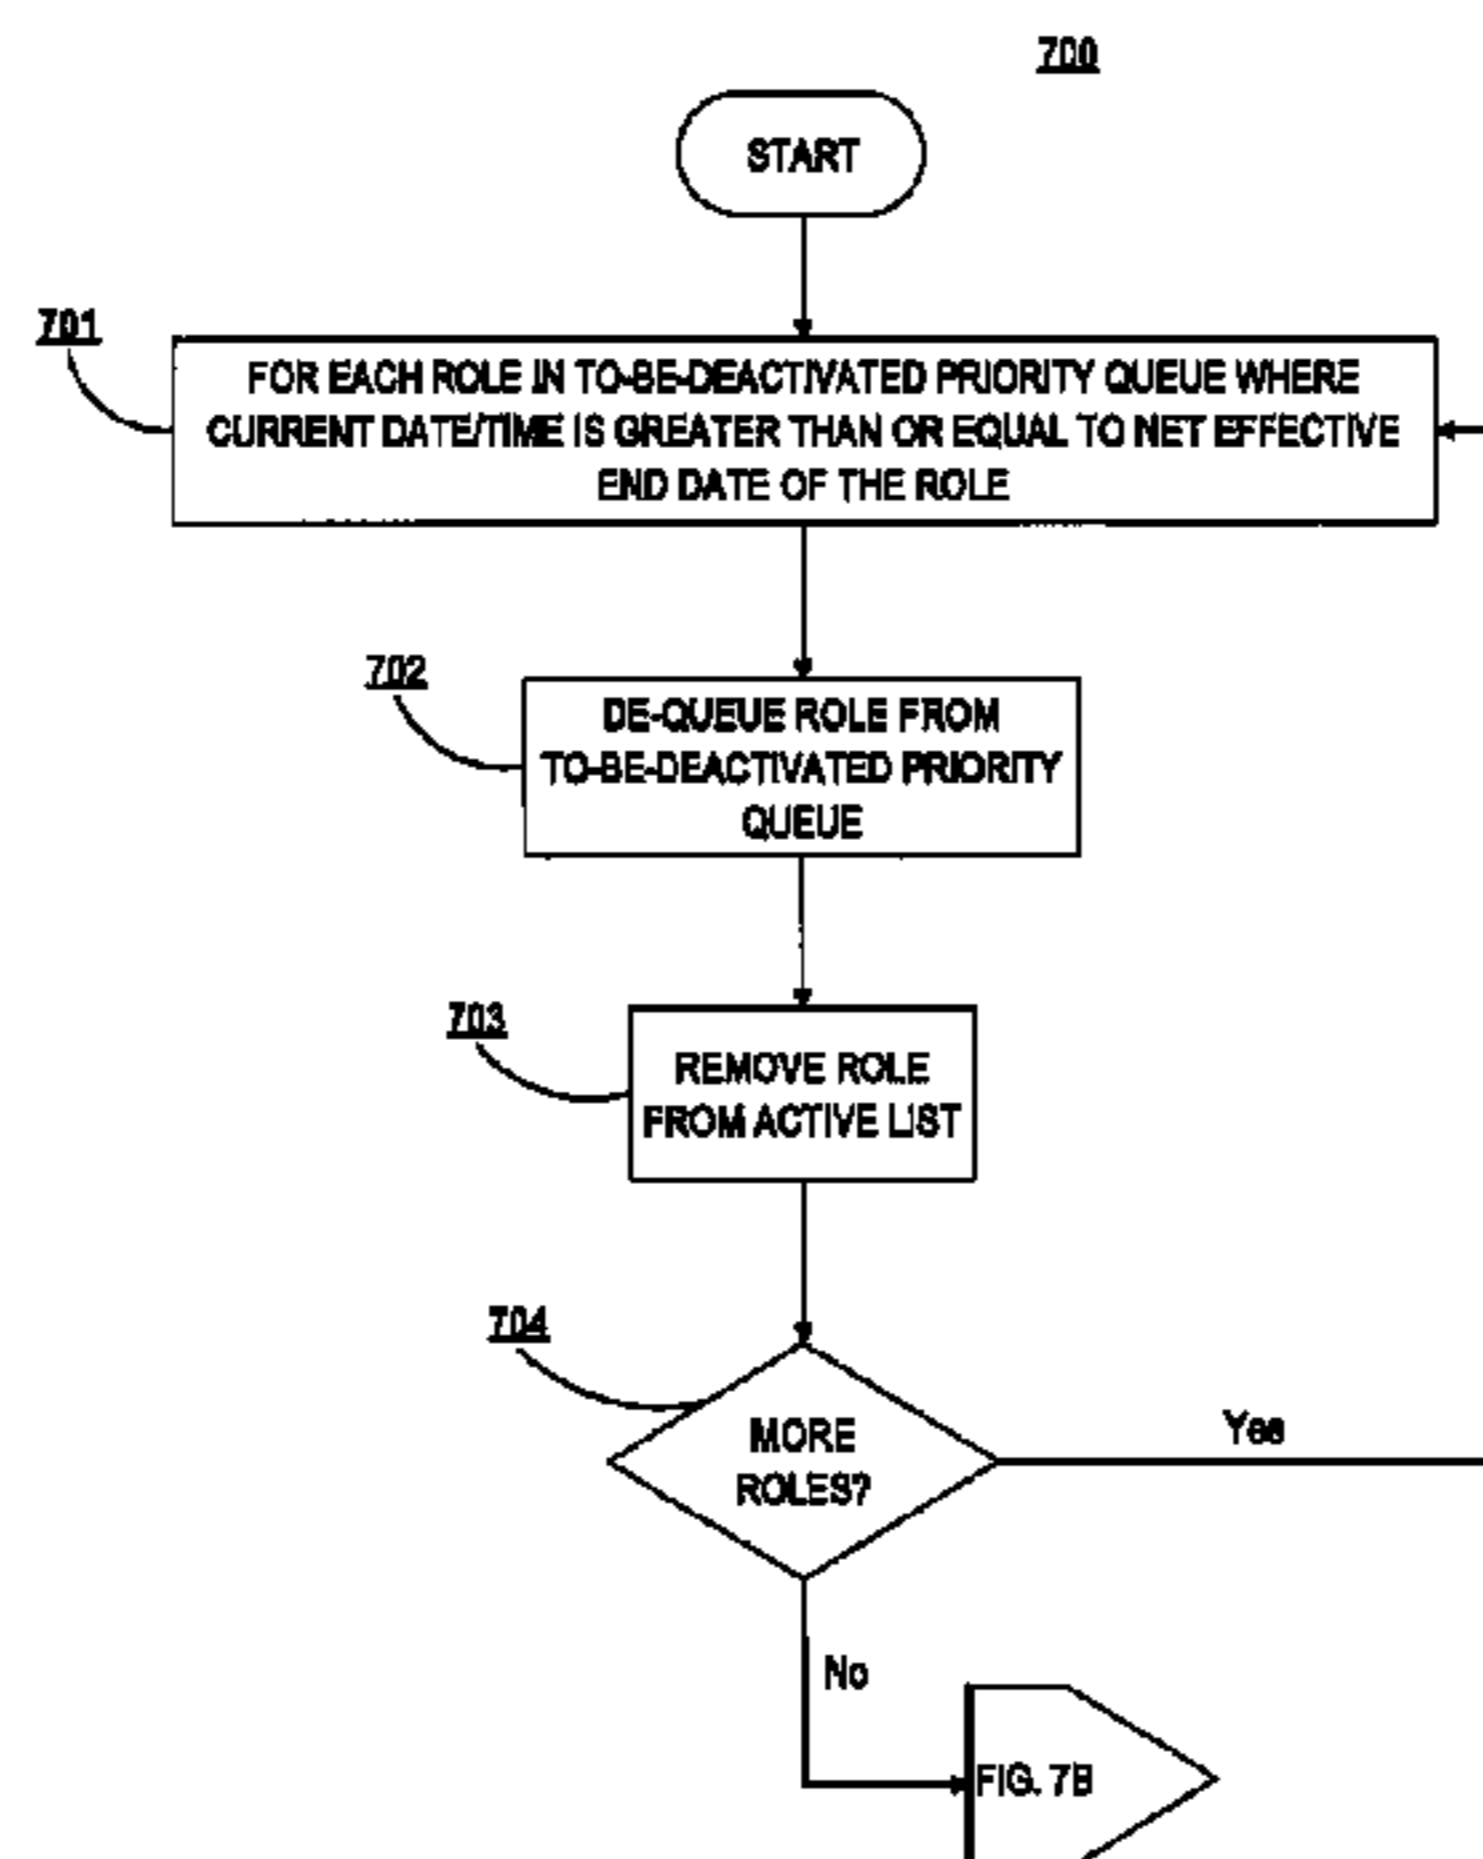 700
START
701
FOR EACH ROLE IN TO-BE-DEACTIVATED PRIORITY QUEUE WHERE
CURRENT DATE/TIME IS GREATER THAN OR EQUAL TO NET EFFECTIVE
END DATE OF THE ROLE
702
DE-QUEUE ROLE FROM
TO-BE-DEACTIVATED PRIORITY
QUEUE
703
REMOVE ROLE
FROM ACTIVE LIST
704
MORE
ROLES?
Yes
No
FIG. 7B